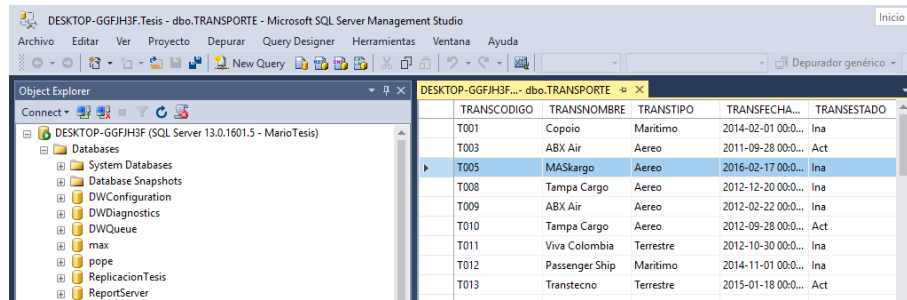 DESKTOP-GGFJH3F.Tesis - dbo.TRANSPORTE - Microsoft SQL Server Management Studio
Inicio
Archivo Editar Ver Proyecto Depurar Query Designer Herramientas Ventana Ayuda
New Query Depurador genérico
Object Explorer
DESKTOP-GGFJH3F...- dbo.TRANSPORTE
Connect
DESKTOP-GGFJH3F (SQL Server 13.0.1601.5 - MarioTesis)
Databases
System Databases
Database Snapshots
DWConfiguration
DWDiagnostics
DWQueue
max
pope
ReplicacionTesis
ReportServer
TRANSCODIGO TRANSNOMBRE TRANSTIPO TRANSFECHA... TRANSESTADO
T001 Copoio Maritimo 2014-02-01 00:0... Ina
T003 ABX Air Aereo 2011-09-28 00:0... Act
T005 MASkargo Aereo 2016-02-17 00:0... Ina
T008 Tampa Cargo Aereo 2012-12-20 00:0... Ina
T009 ABX Air Aereo 2012-02-22 00:0... Ina
T010 Tampa Cargo Aereo 2012-09-28 00:0... Act
T011 Viva Colombia Terrestre 2012-10-30 00:0... Ina
T012 Passenger Ship Maritimo 2014-11-01 00:0... Ina
T013 Transtecno Terrestre 2015-01-18 00:0... Act